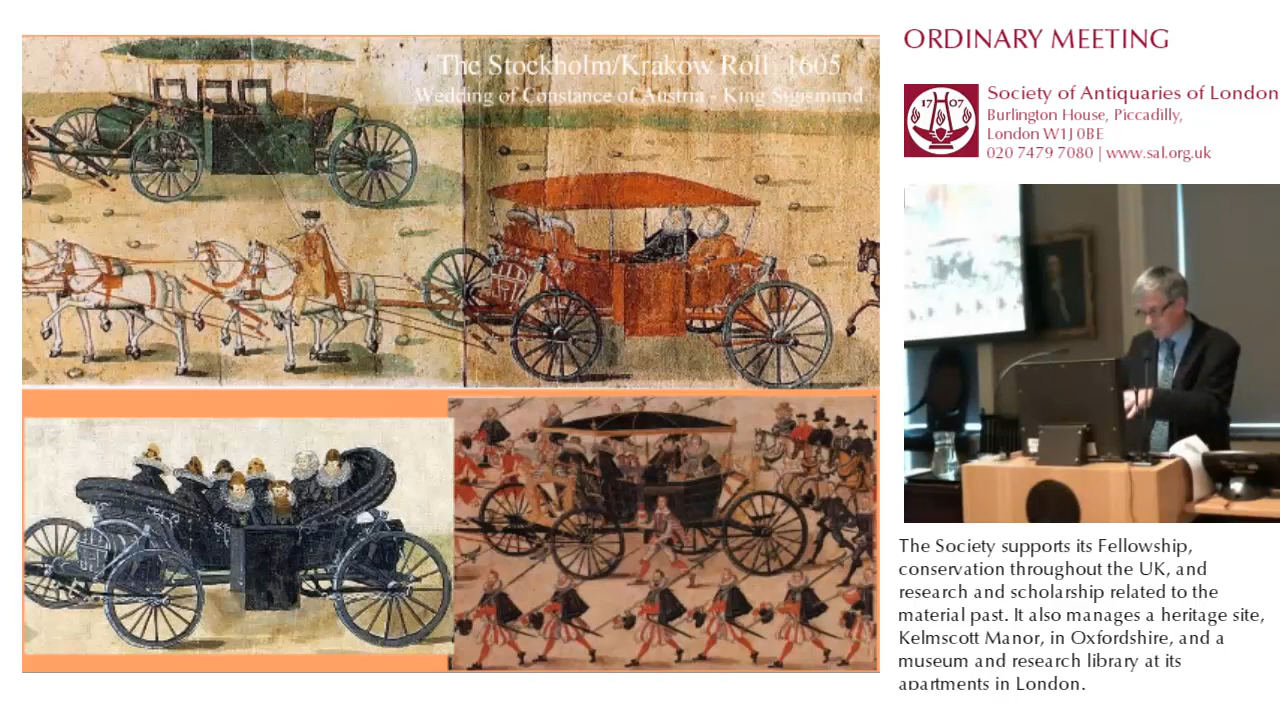 The Stockholm/Krakow Roll, 1605
Wedding of Constance of Austria - King Sigismund
ORDINARY MEETING
17 07
Society of Antiquaries of London
Burlington House, Piccadilly,
London W1J 0BE
020 7479 7080 | www.sal.org.uk
The Society supports its Fellowship,
conservation throughout the UK, and
research and scholarship related to the
material past. It also manages a heritage site,
Kelmscott Manor, in Oxfordshire, and a
museum and research library at its
apartments in London.